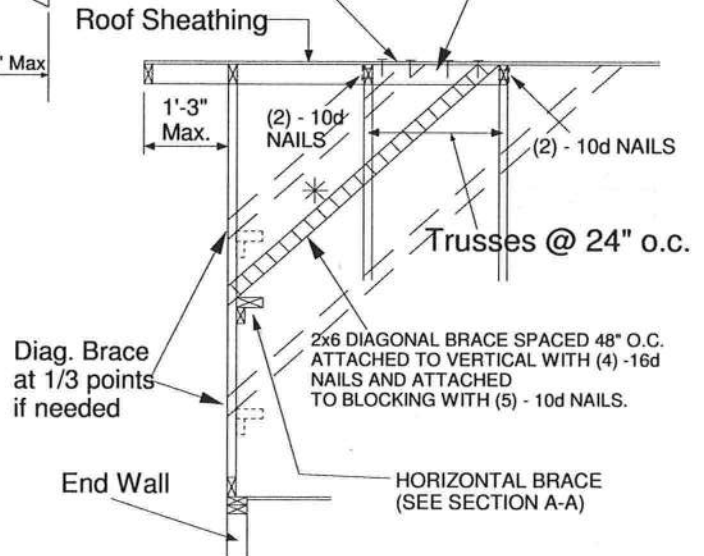 Roof Sheathing
' Max
1'-3"
Max.
(2) - 10d
NAILS
(2) - 10d NAILS
Trusses @ 24" o.c.
2x6 DIAGONAL BRACE SPACED 48" O.C.
ATTACHED TO VERTICAL WITH (4) -16d
NAILS AND ATTACHED
TO BLOCKING WITH (5) - 10d NAILS.
Diag. Brace
at 1/3 points
if needed
End Wall
HORIZONTAL BRACE
(SEE SECTION A-A)